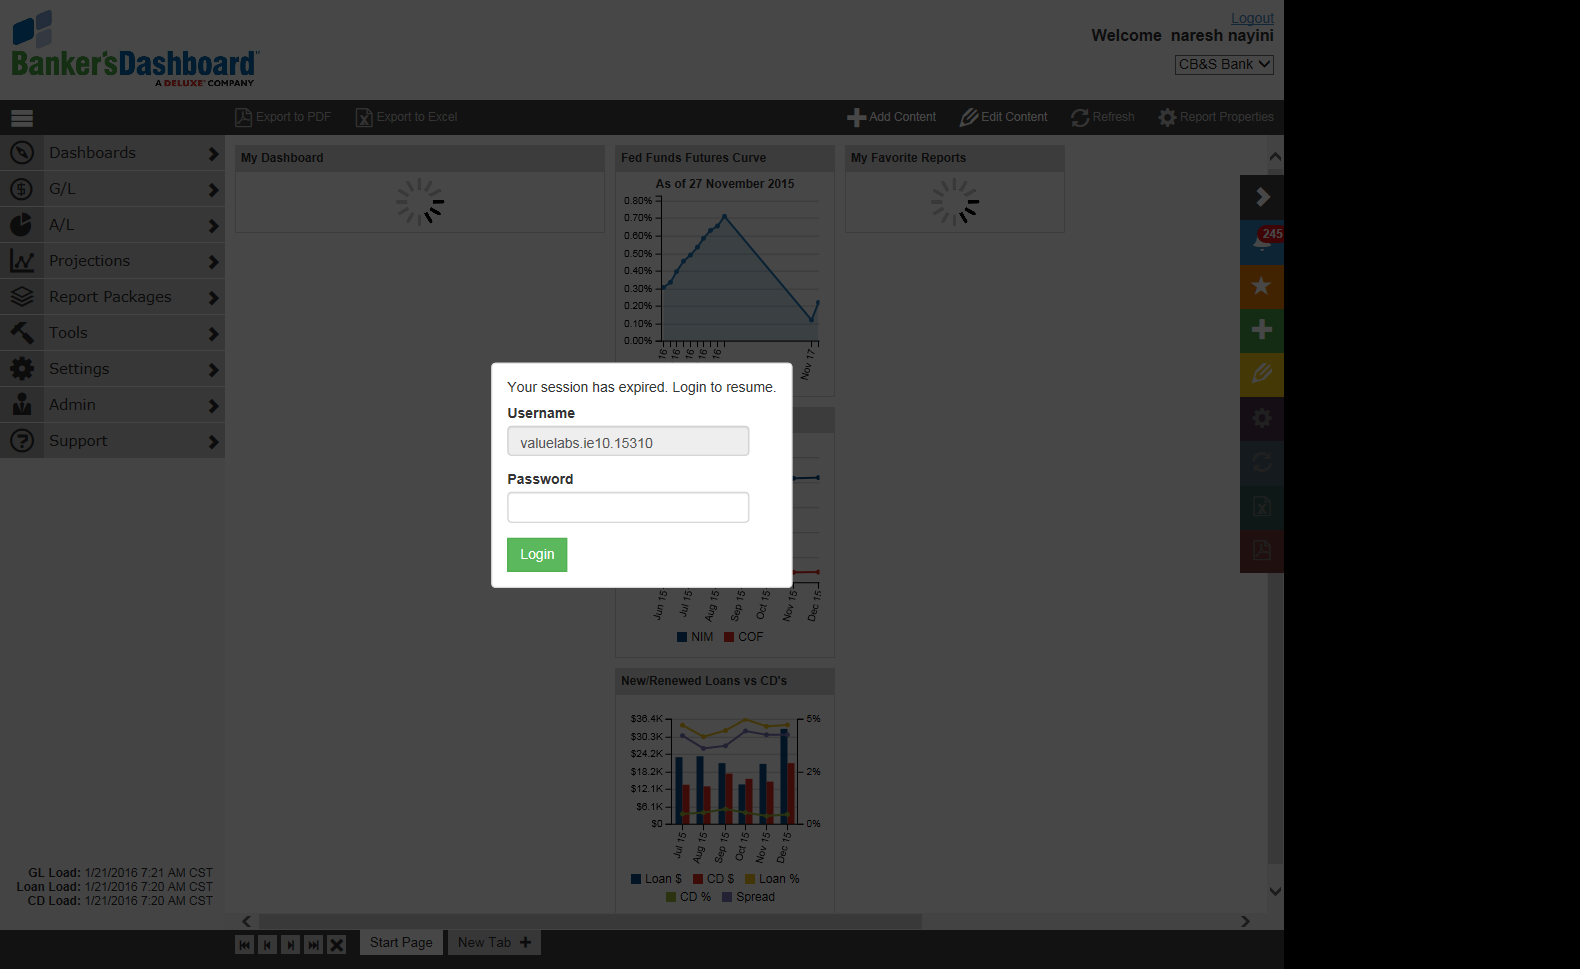 Banker'sDashboard
A DELUXE COMPANY
Logout
Welcome naresh nayini
CB&S Bank
Export to PDF
Export to Excel
Add Content
Edit Content
Refresh
Report Properties
Dashboards
G/L
A/L
Projections
Report Packages
Tools
Settings
Admin
Support
GL Load: 1/21/2016 7:21 AM CST
Loan Load: 1/21/2016 7:20 AM CST
CD Load: 1/21/2016 7:20 AM CST
My Dashboard
Fed Funds Futures Curve
As of 27 November 2015
0.80%
0.70%
0.60%
0.50%
0.40%
0.30%
0.20%
0.10%
0.00%
16
16
16
16
16
Nov 17
My Favorite Reports
245
Your session has expired. Login to resume.
Username
valuelabs.ie10.15310
Password
Login
Jun 15
Jul 15
Aug 15
Sep 15
Oct 15
Nov 15
Dec 15
NIM
COF
New/Renewed Loans vs CD's
$36.4K
$30.3K
$24.2K
$18.2K
$12.1K
$6.1K
$0
5%
2%
0%
Jul 15
Aug 15
Sep 15
Oct 15
Nov 15
Dec 15
Loan $
CD $
Loan %
CD %
Spread
Start Page
New Tab